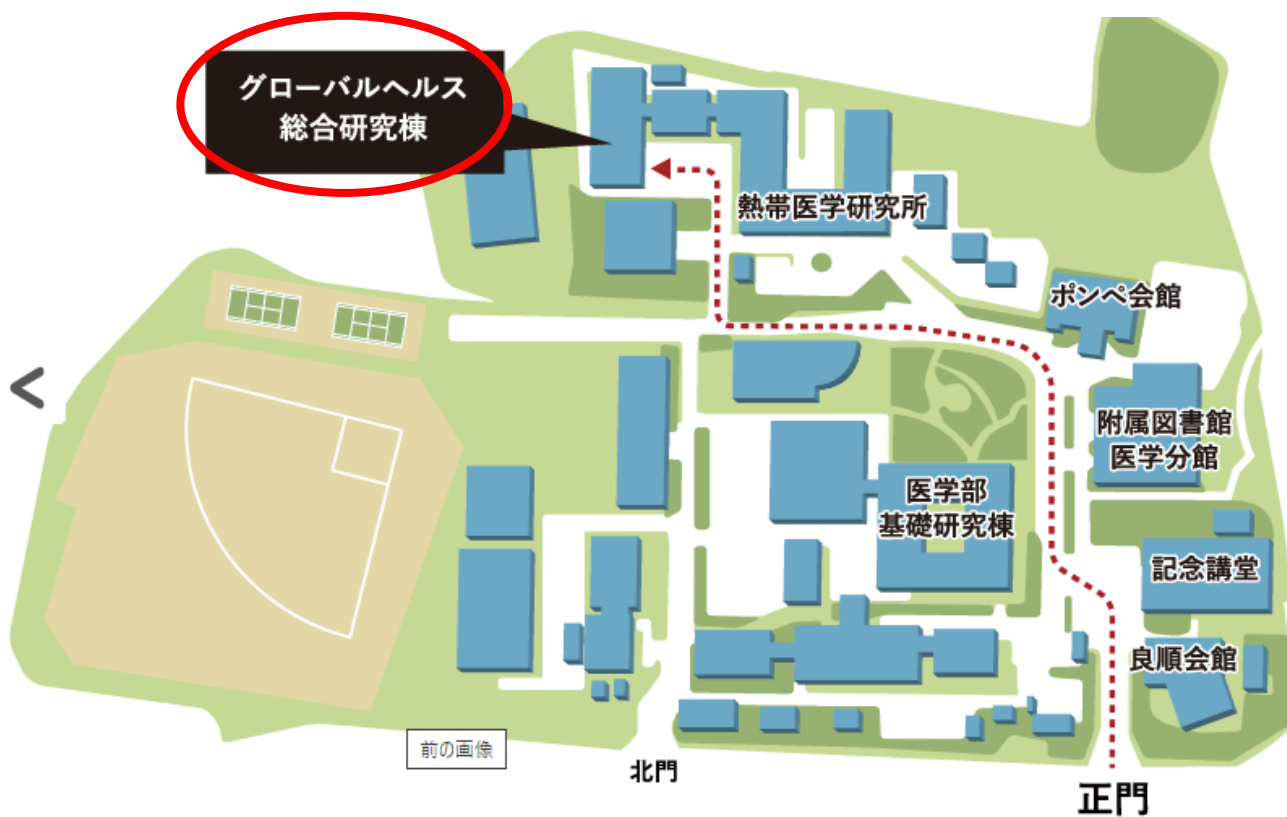 グローバルヘルス
総合研究棟
熱帯医学研究所
ポンペ会館
附属図書館
医学分館
医学部
基礎研究棟
記念講堂
良順会館
前の画像
北門
正門